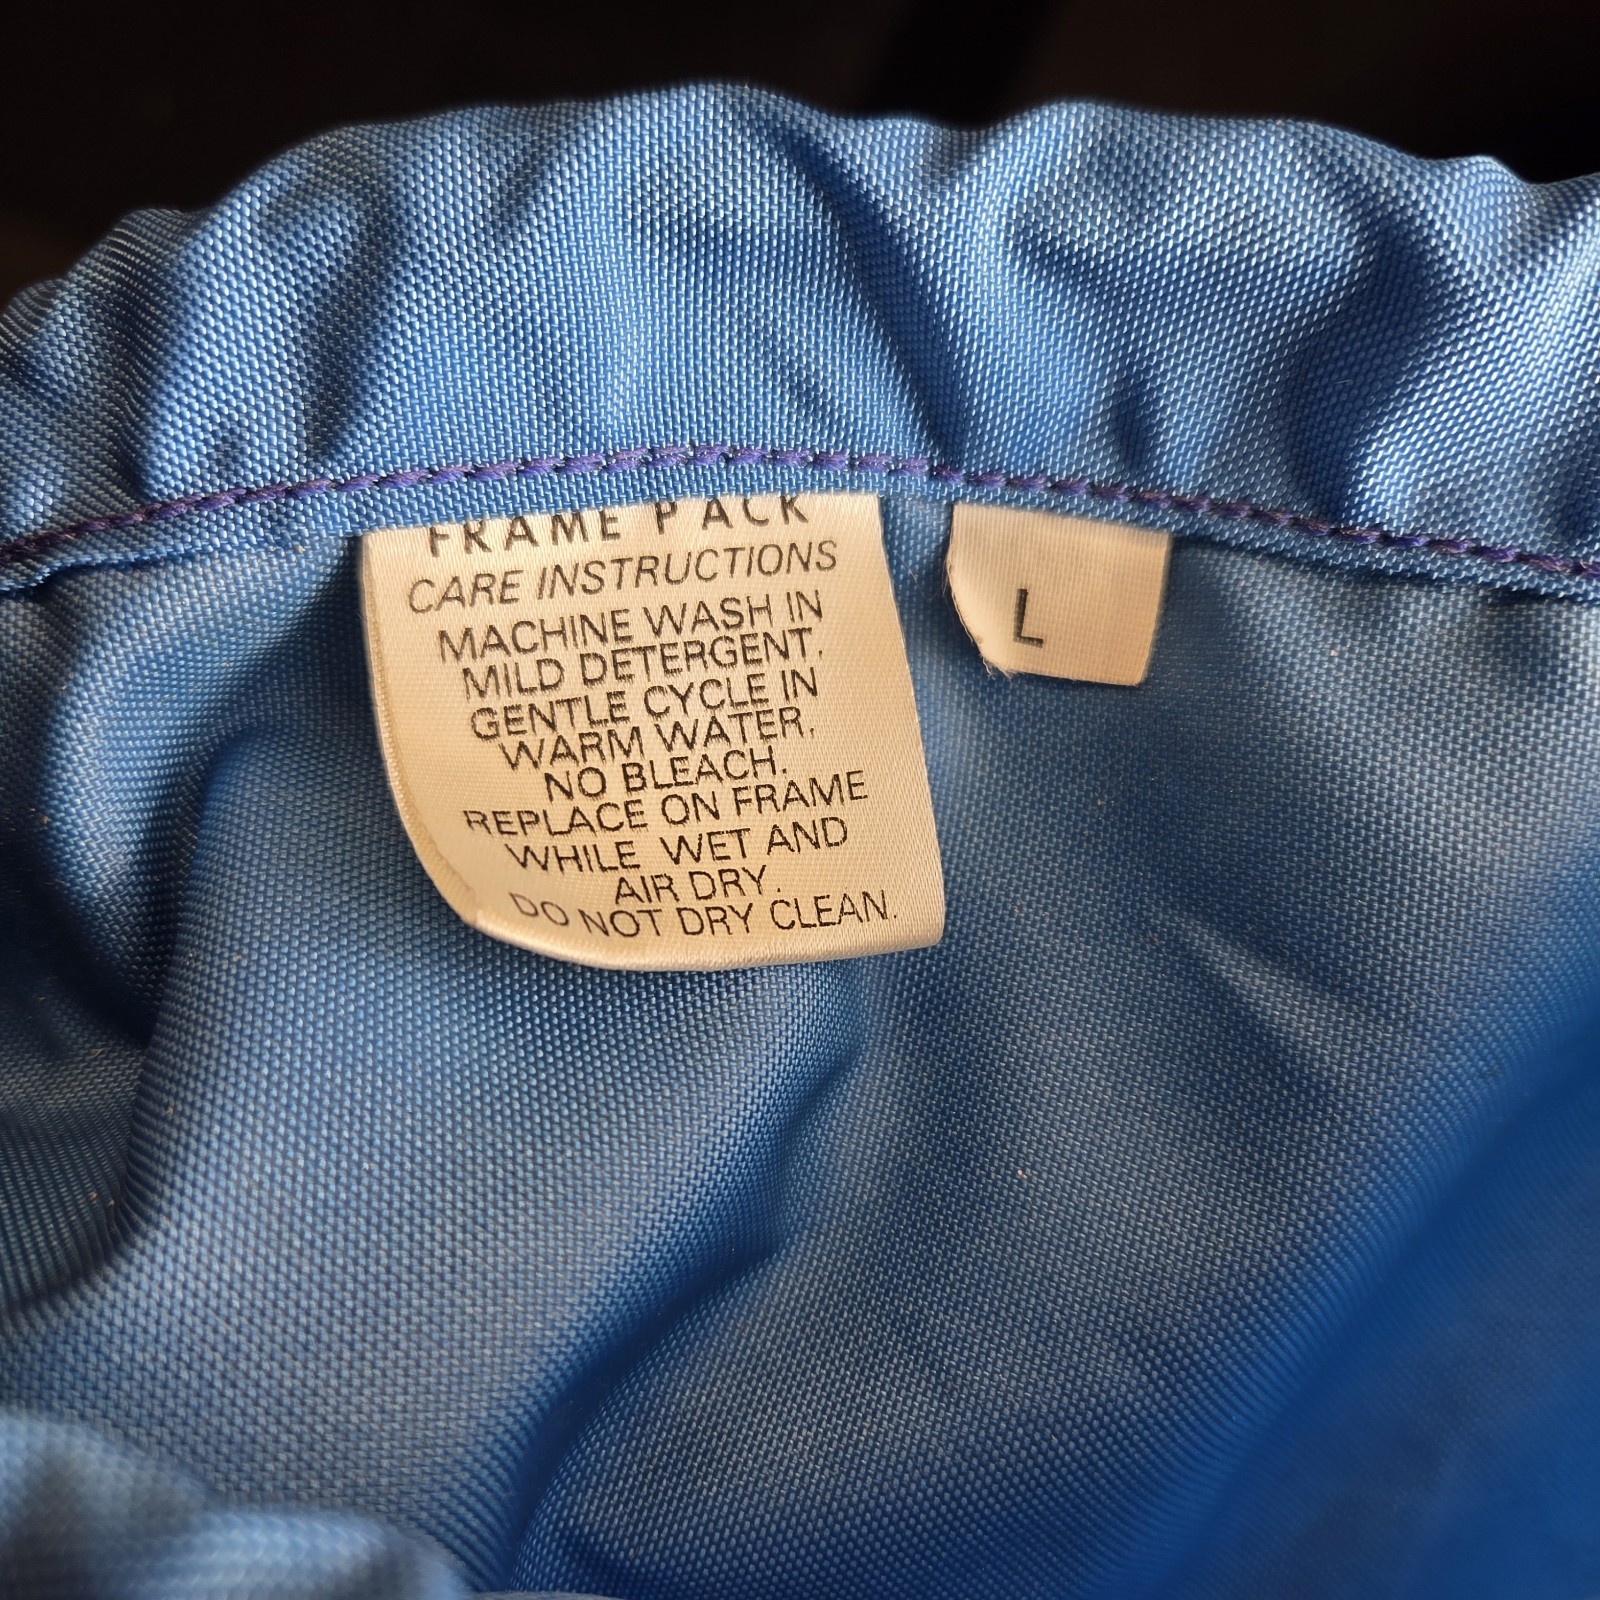 FRAME PACK
CARE INSTRUCTIONS
MACHINE WASH IN
MILD DETERGENT.
GENTLE CYCLE IN
WARM WATER.
NO BLEACH.
REPLACE ON FRAME
WHILE WET AND
AIR DRY.
DO NOT DRY CLEAN.
L